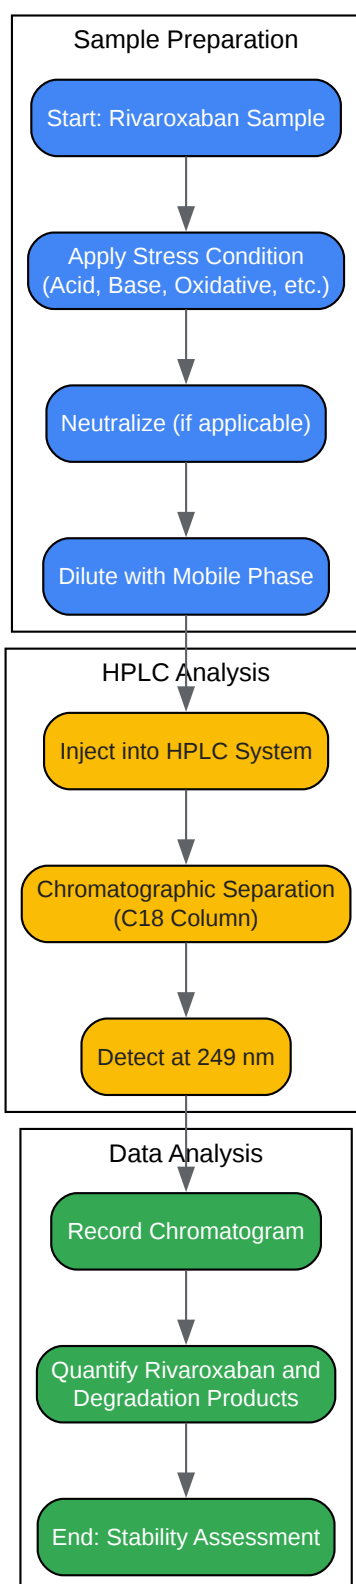 Sample Preparation
Start: Rivaroxaban Sample
Apply Stress Condition
(Acid, Base, Oxidative, etc.)
Neutralize (if applicable)
Dilute with Mobile Phase
HPLC Analysis
Inject into HPLC System
Chromatographic Separation
(C18 Column)
Detect at 249 nm
Data Analysis
Record Chromatogram
Quantify Rivaroxaban and
Degradation Products
End: Stability Assessment